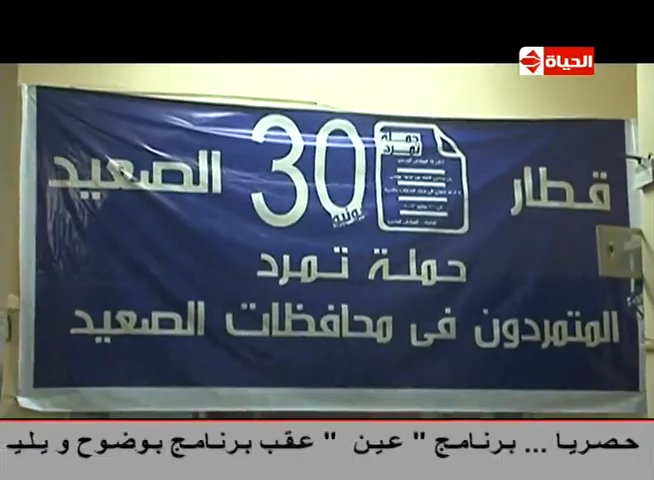 الحياة
قطار 30 يونيو الصعيد
حملة تمرد
حملة تمرد
المتمردون فى محافظات الصعيد
حصريا ... برنامج " عين " عقب برنامج بوضوح و يليـ